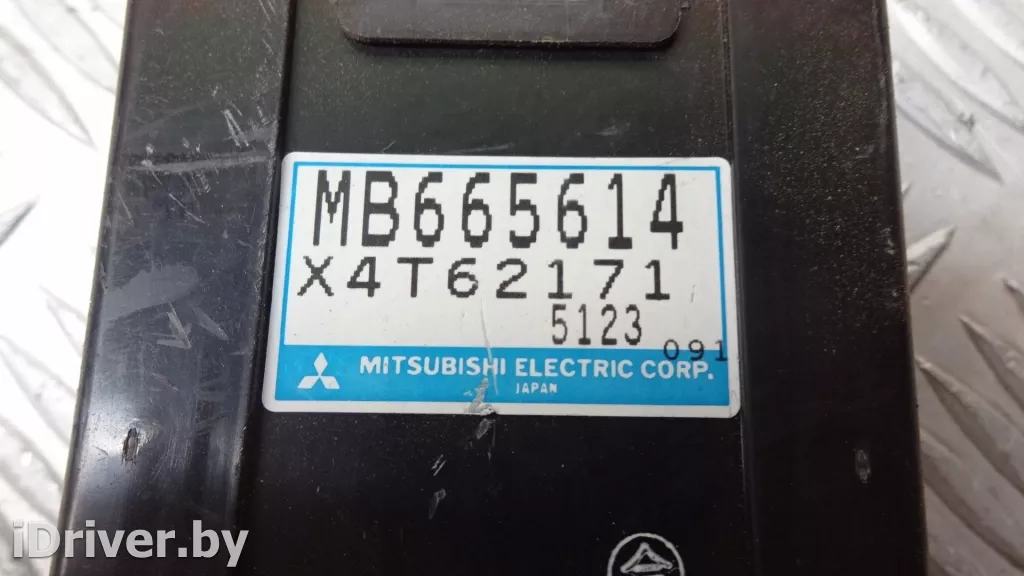 MB665614
X4T62171
5123
091
MITSUBISHI ELECTRIC CORP.
JAPAN
iDriver.by